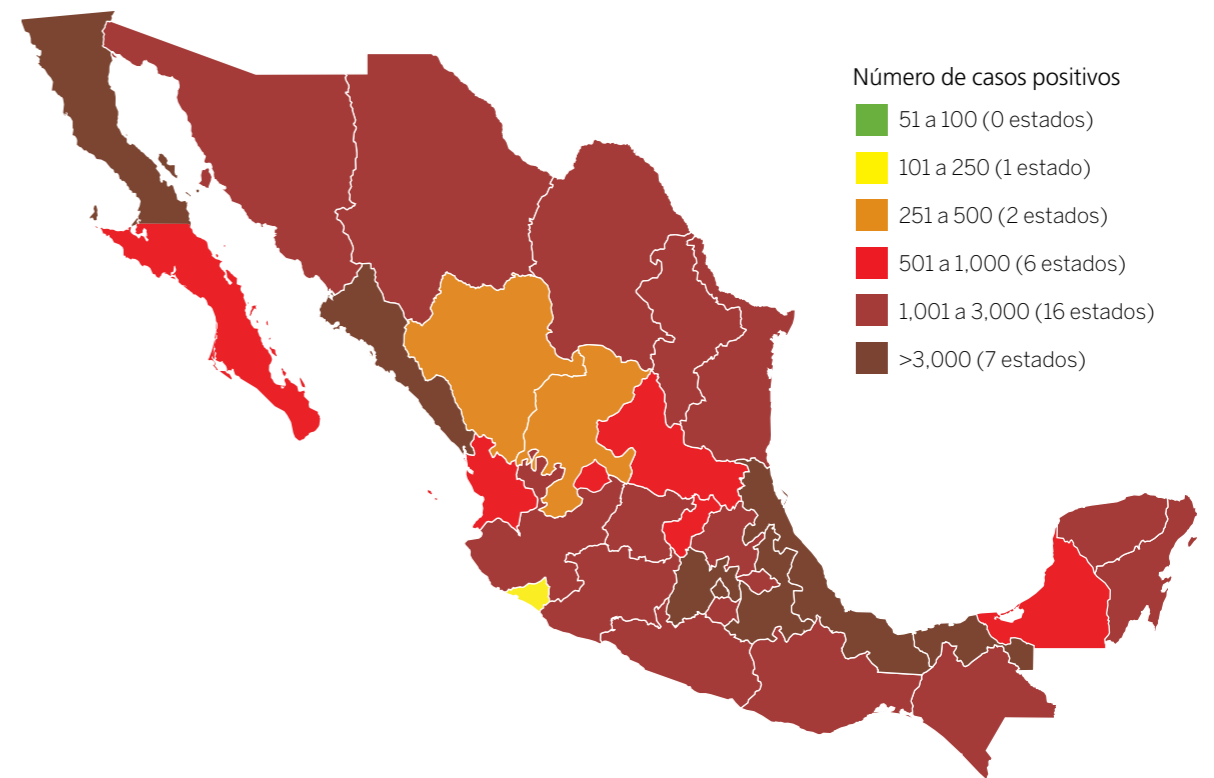 Número de casos positivos
51 a 100 (0 estados)
101 a 250 (1 estado)
251 a 500 (2 estados)
501 a 1,000 (6 estados)
1,001 a 3,000 (16 estados)
>3,000 (7 estados)